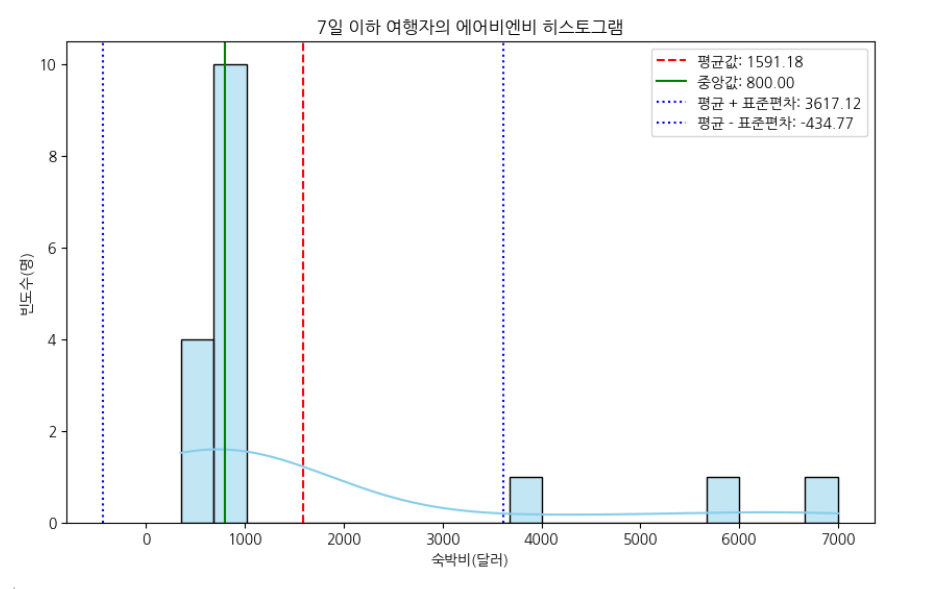 7일 이하 여행자의 에어비엔비 히스토그램
평균값: 1591.18
중앙값: 800.00
평균 + 표준편차: 3617.12
평균 - 표준편차: -434.77
10
8
6
4
2
0
빈도수(명)
0 1000 2000 3000 4000 5000 6000 7000
숙박비(달러)